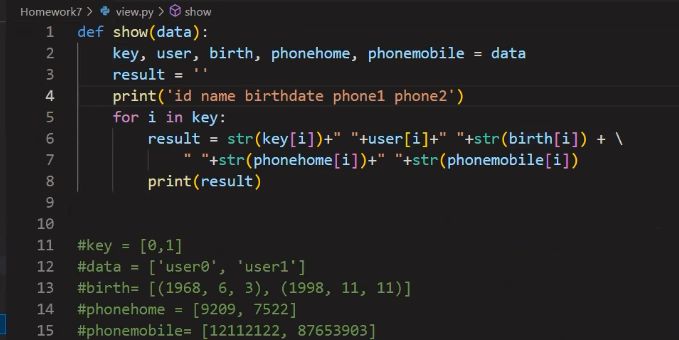 Homework7 > view.py > show
1 def show(data):
2     key, user, birth, phonehome, phonemobile = data
3     result = ''
4     print('id name birthdate phone1 phone2')
5     for i in key:
6         result = str(key[i])+" "+user[i]+" "+str(birth[i]) + \
7             " "+str(phonehome[i])+" "+str(phonemobile[i])
8         print(result)
9
10
11 #key = [0,1]
12 #data = ['user0', 'user1']
13 #birth= [(1968, 6, 3), (1998, 11, 11)]
14 #phonehome = [9209, 7522]
15 #phonemobile= [12112122, 87653903]